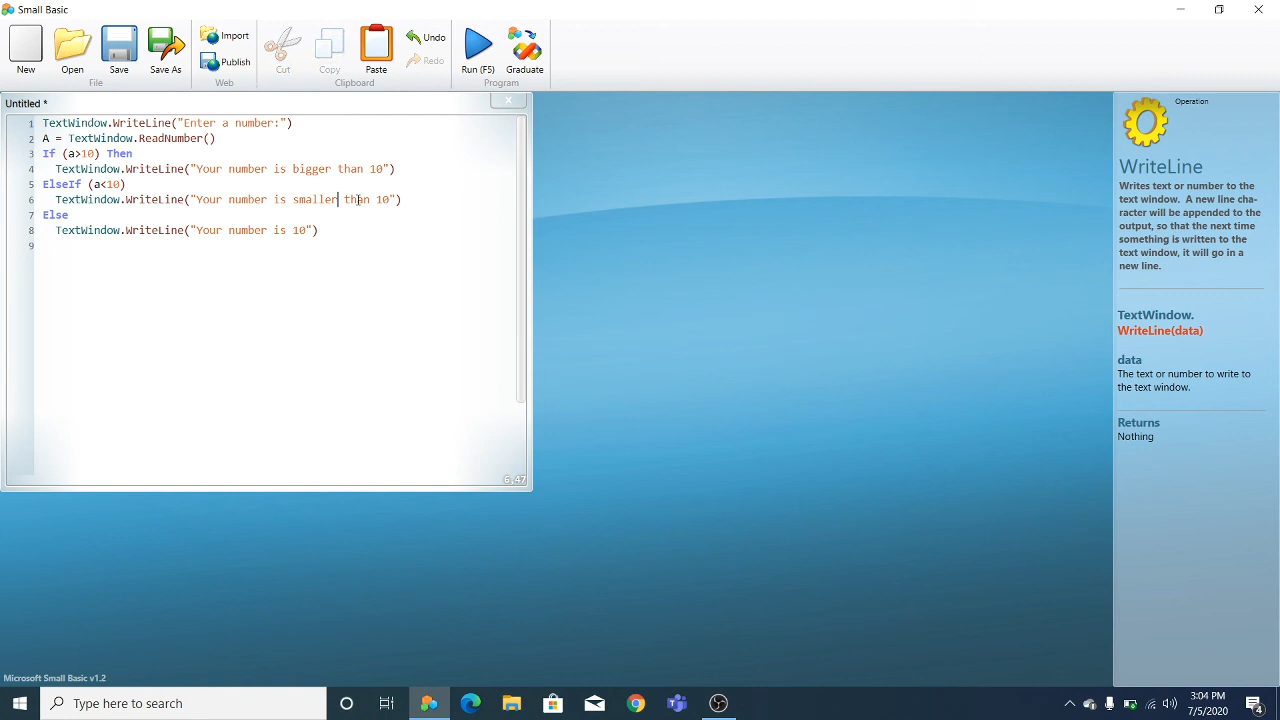 Small Basic
New
Open
Save
Save As
Import
Publish
Cut
Copy
Paste
Undo
Redo
Run (F5)
Graduate
File
Web
Clipboard
Program
Untitled *
x
1 TextWindow.WriteLine("Enter a number:")
2 A = TextWindow.ReadNumber()
3 If (a>10) Then
4 TextWindow.WriteLine("Your number is bigger than 10")
5 ElseIf (a<10)
6 TextWindow.WriteLine("Your number is smaller than 10")
7 Else
8 TextWindow.WriteLine("Your number is 10")
9
6,47
Operation
WriteLine
Writes text or number to the
text window. A new line cha-
racter will be appended to the
output, so that the next time
something is written to the
text window, it will go in a
new line.
TextWindow.
WriteLine(data)
data
The text or number to write to
the text window.
Returns
Nothing
Microsoft Small Basic v1.2
Type here to search
3:04 PM
7/5/2020
4